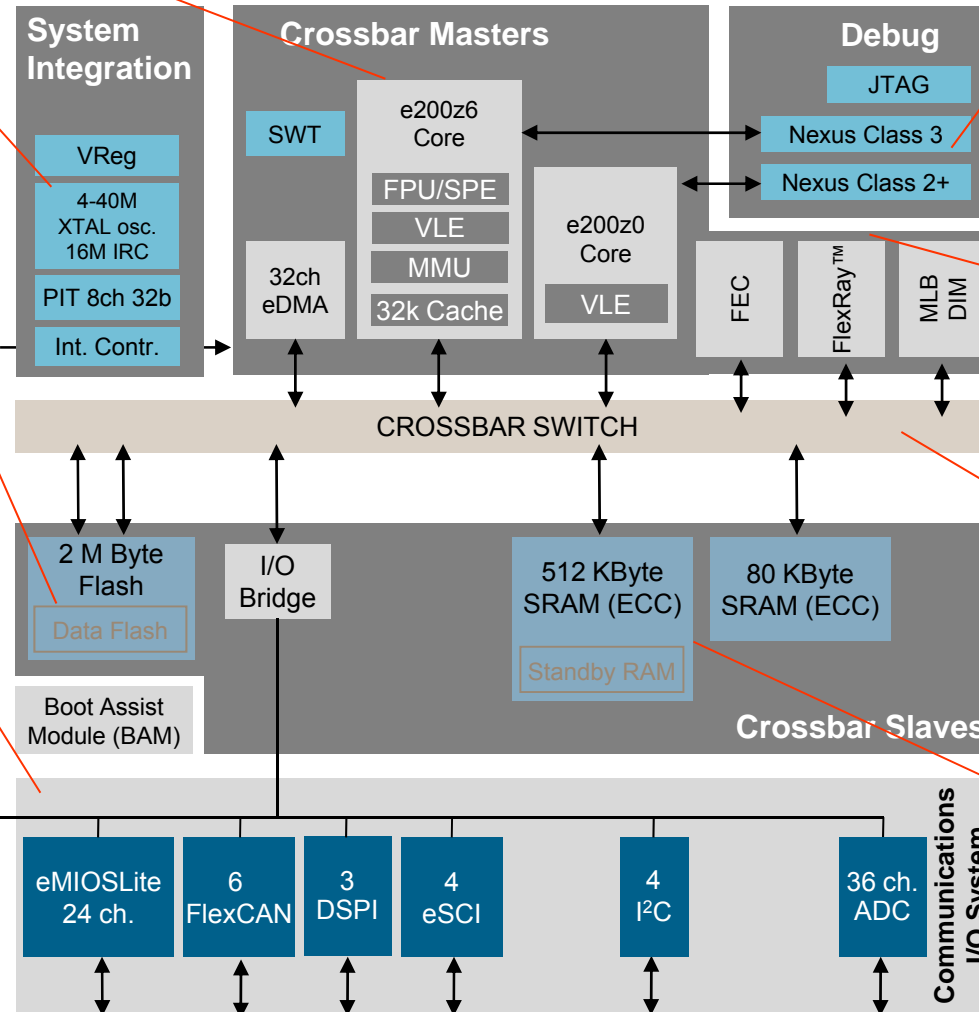 System
Integration
VReg
4-40M
XTAL osc.
16M IRC
PIT 8ch 32b
Int. Contr.
Crossbar Masters
SWT
32ch
eDMA
e200z6
Core
FPU/SPE
VLE
MMU
32k Cache
e200z0
Core
VLE
Debug
JTAG
Nexus Class 3
Nexus Class 2+
FEC
FlexRay™
MLB
DIM
CROSSBAR SWITCH
2 M Byte
Flash
Data Flash
I/O
Bridge
512 KByte
SRAM (ECC)
Standby RAM
80 KByte
SRAM (ECC)
Boot Assist
Module (BAM)
Crossbar Slaves
eMIOSLite
24 ch.
6
FlexCAN
3
DSPI
4
eSCI
4
I²C
36 ch.
ADC
Communications
I/O System